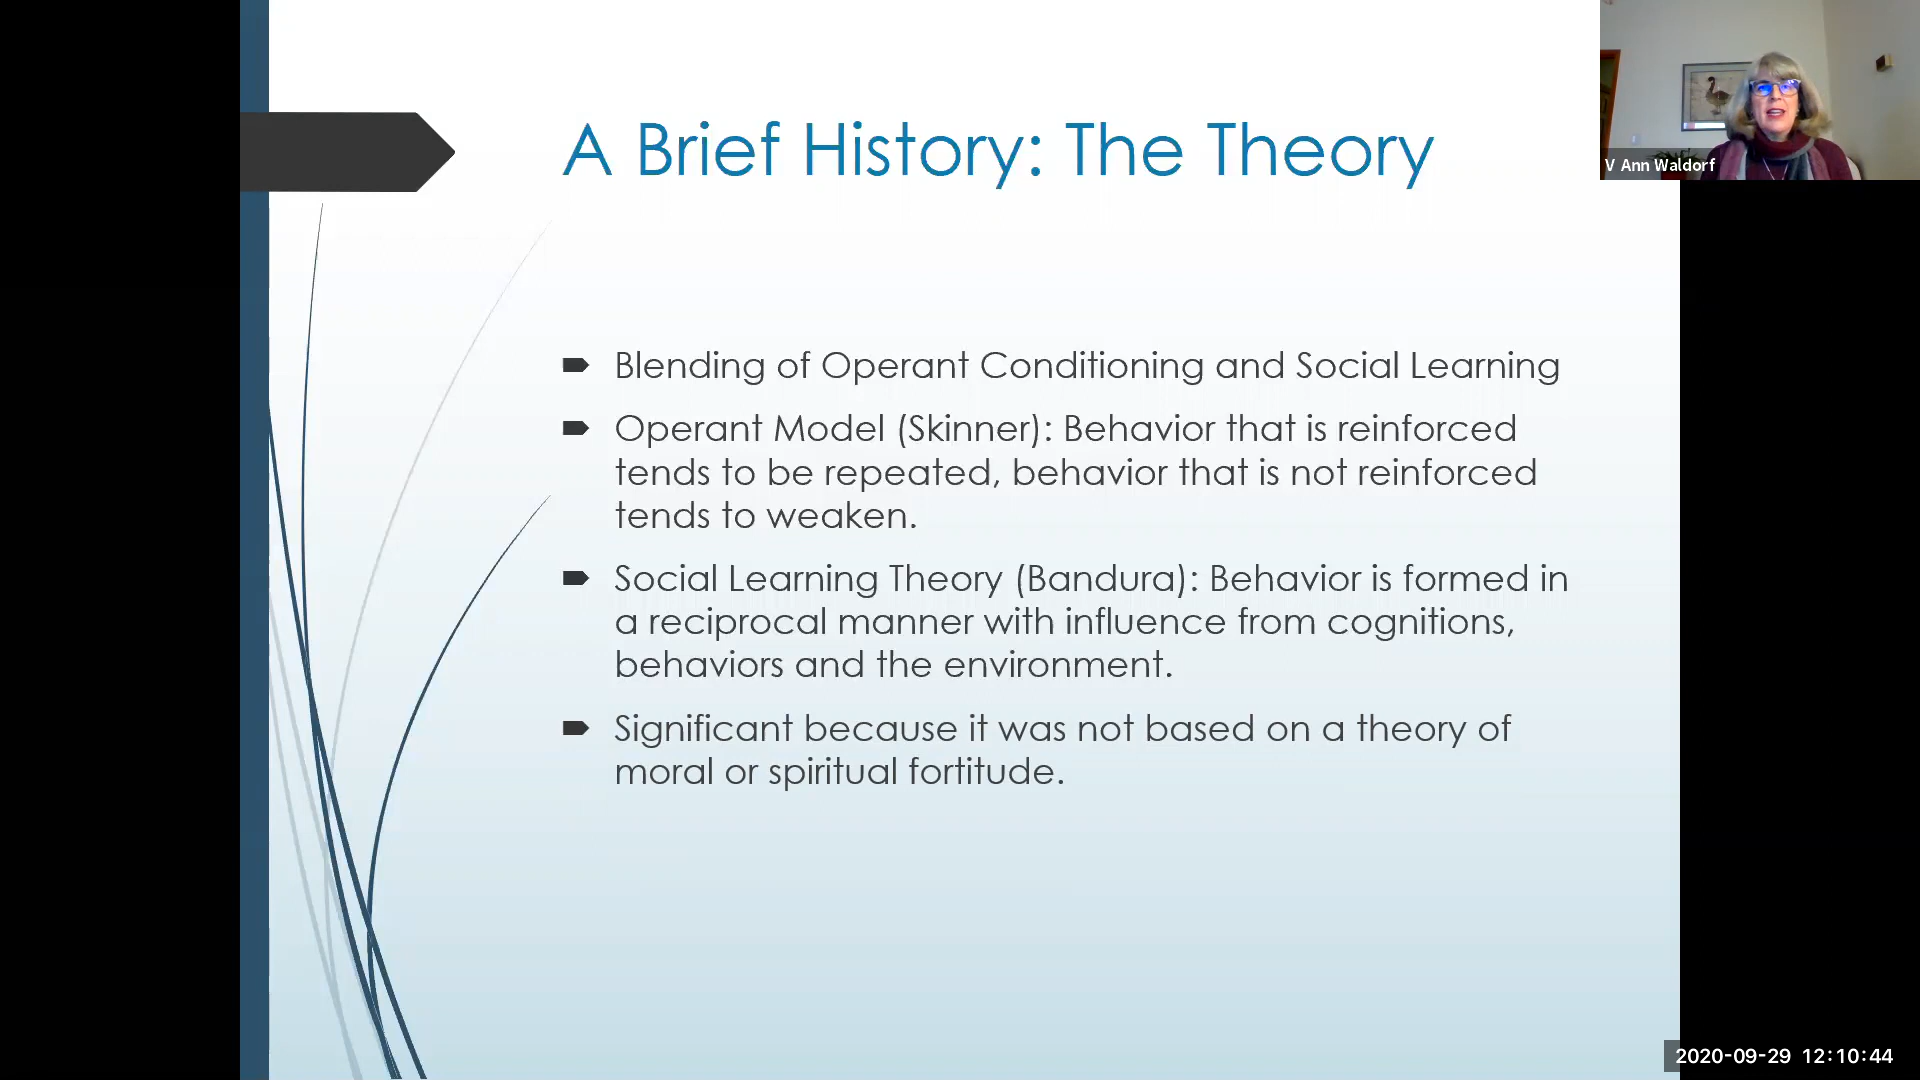 A Brief History: The Theory
V Ann Waldorf
Blending of Operant Conditioning and Social Learning
Operant Model (Skinner): Behavior that is reinforced
tends to be repeated, behavior that is not reinforced
tends to weaken.
Social Learning Theory (Bandura): Behavior is formed in
a reciprocal manner with influence from cognitions,
behaviors and the environment.
Significant because it was not based on a theory of
moral or spiritual fortitude.
2020-09-29 12:10:44